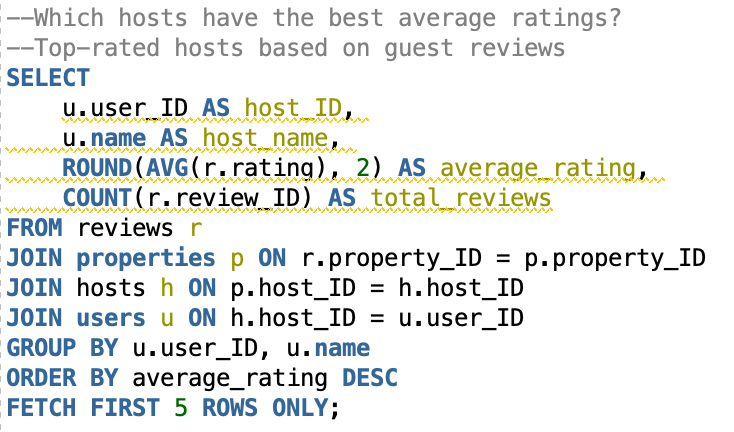 --Which hosts have the best average ratings?
--Top-rated hosts based on guest reviews
SELECT
    u.user_ID AS host_ID,
    u.name AS host_name,
    ROUND(AVG(r.rating), 2) AS average_rating,
    COUNT(r.review_ID) AS total_reviews
FROM reviews r
JOIN properties p ON r.property_ID = p.property_ID
JOIN hosts h ON p.host_ID = h.host_ID
JOIN users u ON h.host_ID = u.user_ID
GROUP BY u.user_ID, u.name
ORDER BY average_rating DESC
FETCH FIRST 5 ROWS ONLY;